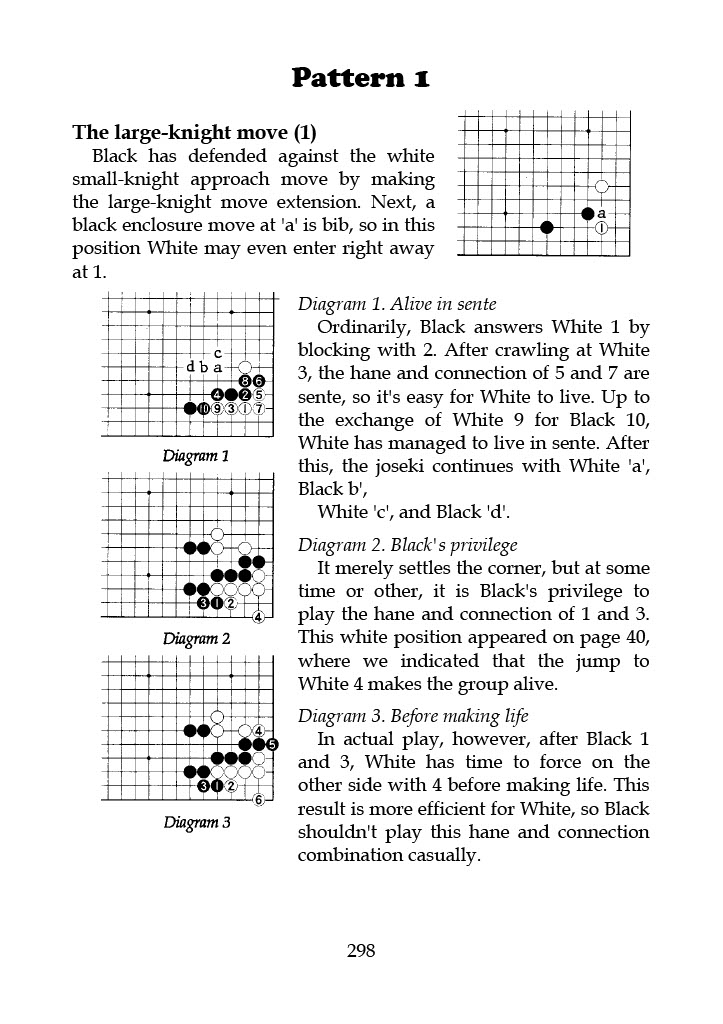 Pattern 1
The large-knight move (1)
Black has defended against the white
small-knight approach move by making
the large-knight move extension. Next, a
black enclosure move at 'a' is bib, so in this
position White may even enter right away
at 1.
a
1
Diagram 1. Alive in sente
Ordinarily, Black answers White 1 by
blocking with 2. After crawling at White
3, the hane and connection of 5 and 7 are
sente, so it's easy for White to live. Up to
the exchange of White 9 for Black 10,
White has managed to live in sente. After
this, the joseki continues with White 'a',
Black b',
White 'c', and Black 'd'.
c
d b a
8 6
4 2 5
10 9 3 1 7
Diagram 1
Diagram 2. Black's privilege
It merely settles the corner, but at some
time or other, it is Black's privilege to
play the hane and connection of 1 and 3.
This white position appeared on page 40,
where we indicated that the jump to
White 4 makes the group alive.
3 1 2
4
Diagram 2
Diagram 3. Before making life
In actual play, however, after Black 1
and 3, White has time to force on the
other side with 4 before making life. This
result is more efficient for White, so Black
shouldn't play this hane and connection
combination casually.
4
5
3 1 2
6
Diagram 3
298